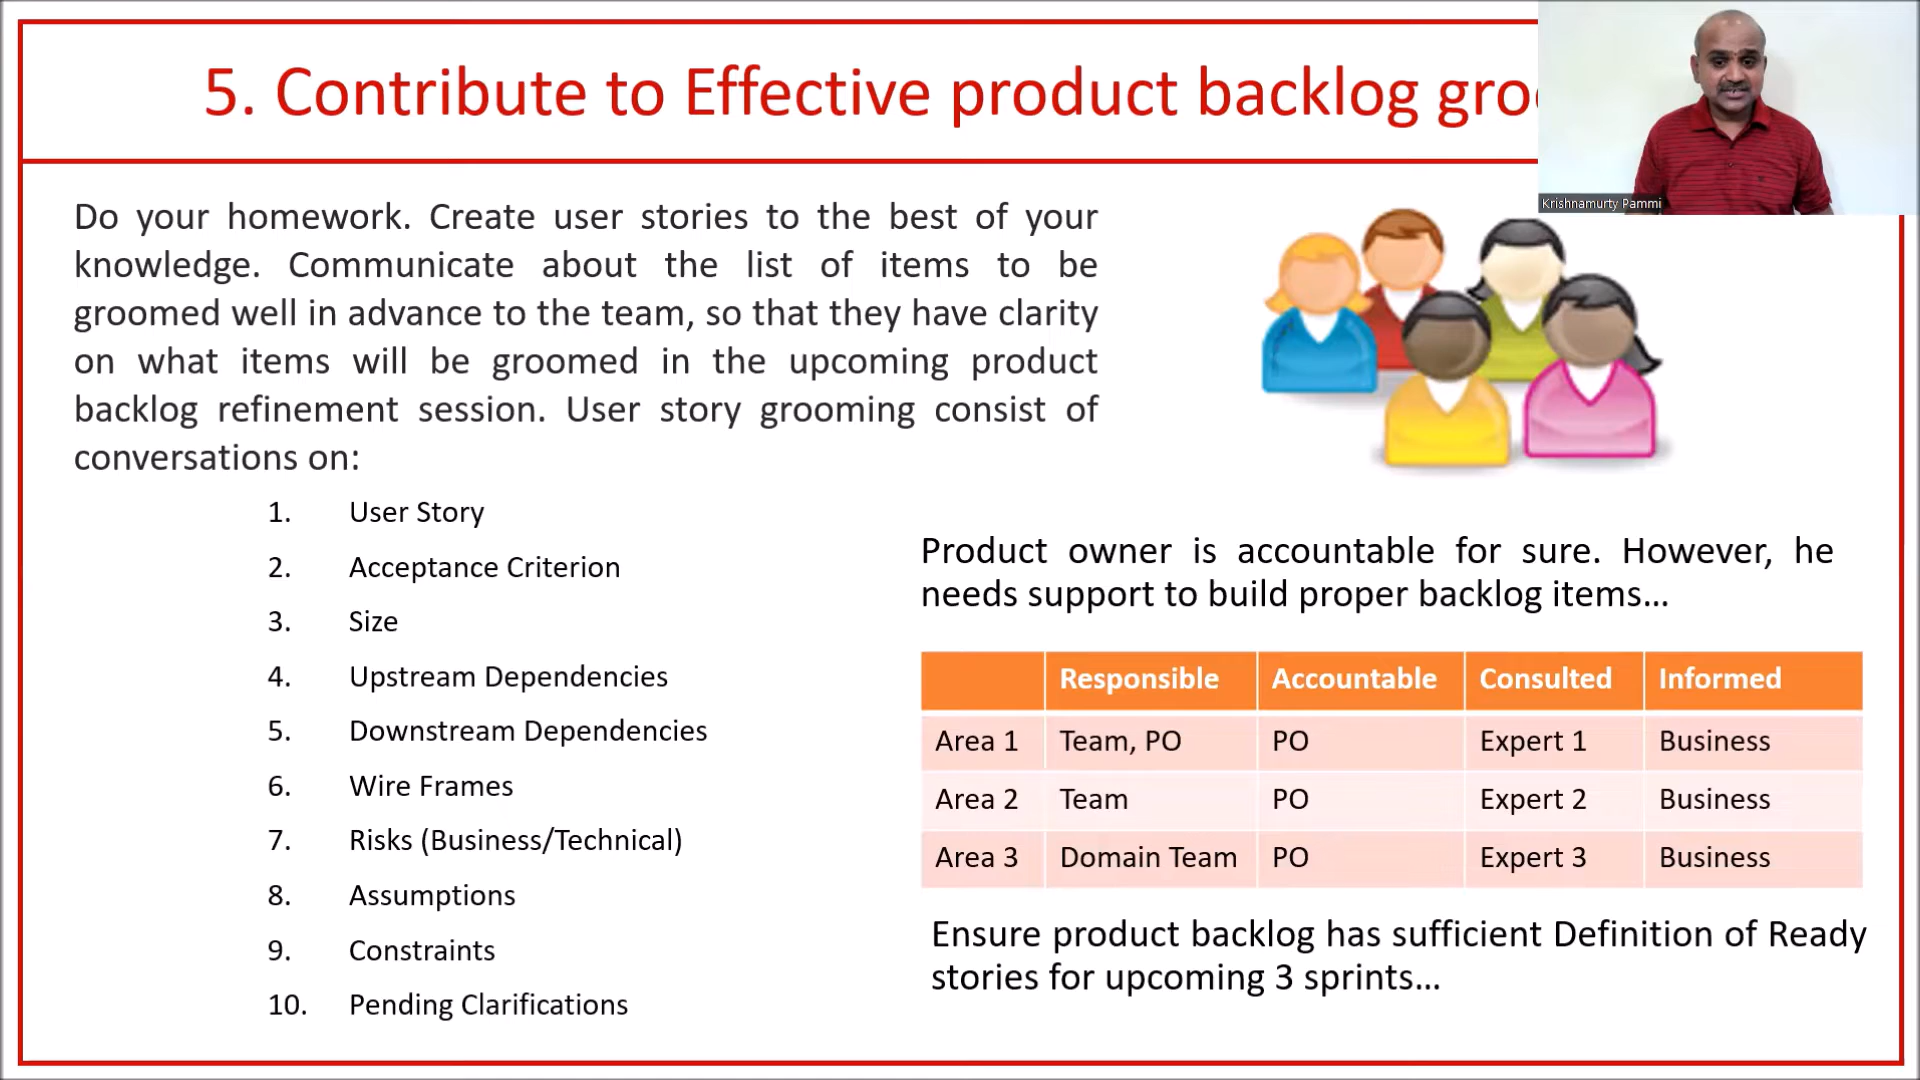 5. Contribute to Effective product backlog
Krishnamurty Pammi
Do your homework. Create user stories to the best of your
knowledge. Communicate about the list of items to be
groomed well in advance to the team, so that they have clarity
on what items will be groomed in the upcoming product
backlog refinement session. User story grooming consist of
conversations on:
1. User Story
2. Acceptance Criterion
3. Size
4. Upstream Dependencies
5. Downstream Dependencies
6. Wire Frames
7. Risks (Business/Technical)
8. Assumptions
9. Constraints
10. Pending Clarifications
Product owner is accountable for sure. However, he
needs support to build proper backlog items...
Responsible Accountable Consulted Informed
Area 1 Team, PO PO Expert 1 Business
Area 2 Team PO Expert 2 Business
Area 3 Domain Team PO Expert 3 Business
Ensure product backlog has sufficient Definition of Ready
stories for upcoming 3 sprints...